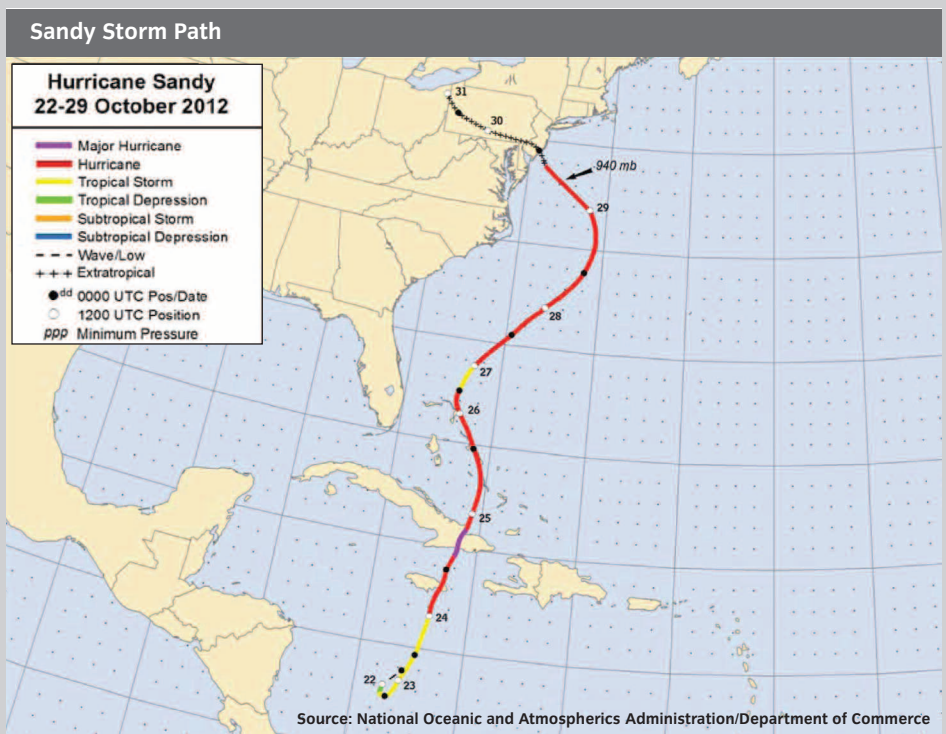 Sandy Storm Path
Hurricane Sandy
22-29 October 2012
Major Hurricane
Hurricane
Tropical Storm
Tropical Depression
Subtropical Storm
Subtropical Depression
Wave/Low
+++ Extratropical
dd 0000 UTC Pos/Date
1200 UTC Position
ppp Minimum Pressure
31
30
940 mb
29
28
27
26
25
24
22
23
Source: National Oceanic and Atmospherics Administration/Department of Commerce